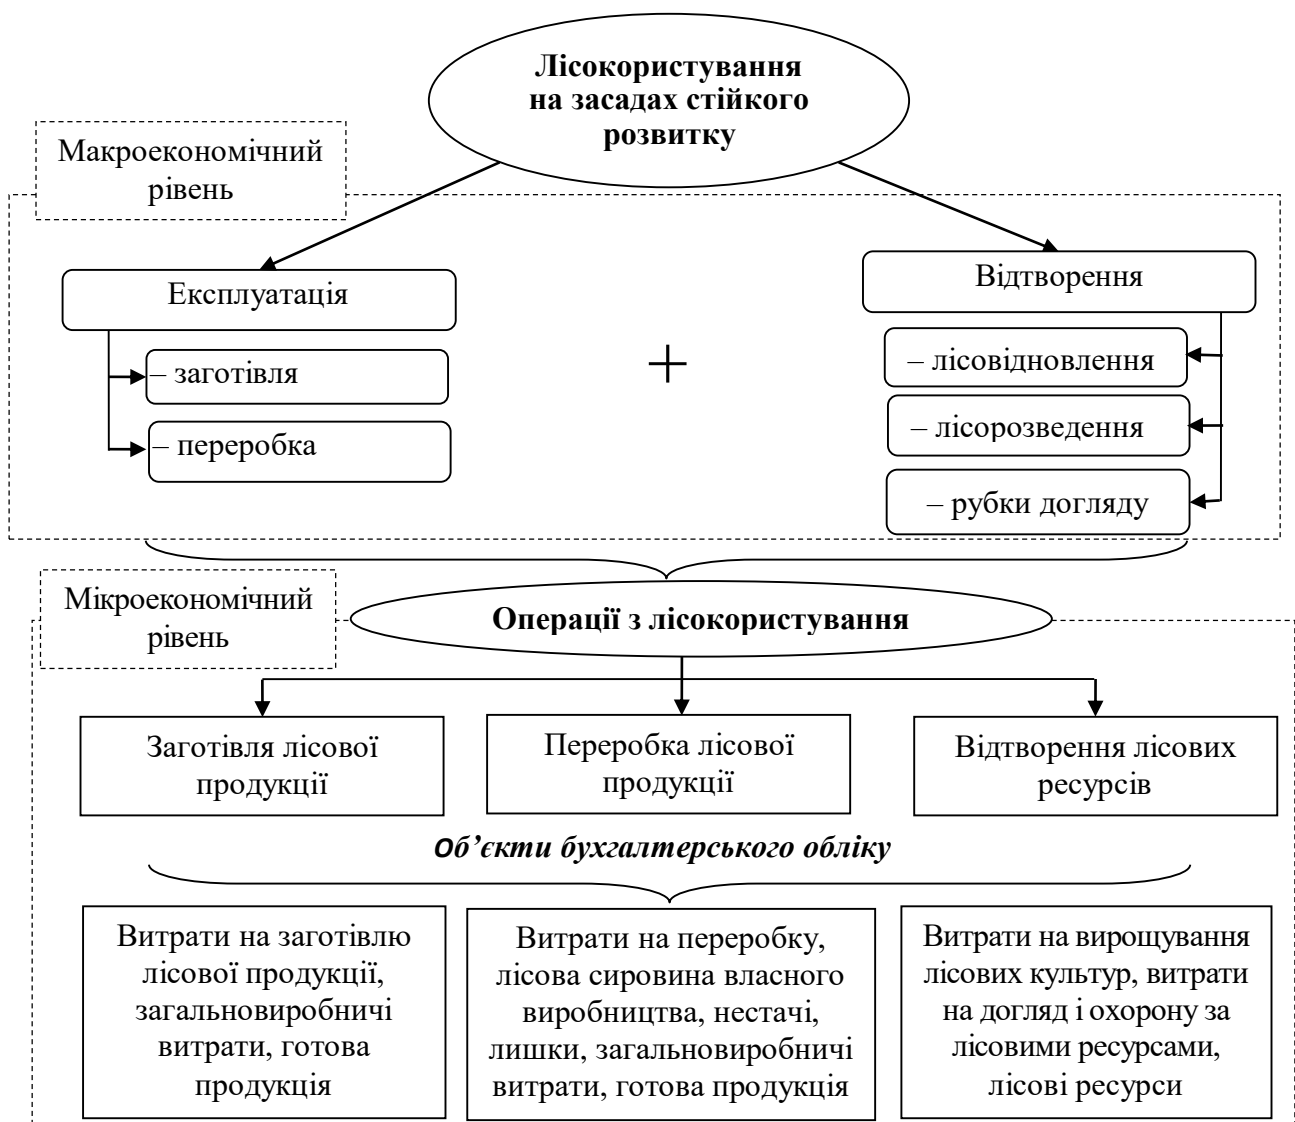 Лісокористування
на засадах стійкого
розвитку
Макроекономічний
рівень
Експлуатація
– заготівля
– переробка
+
Відтворення
– лісовідновлення
– лісорозведення
– рубки догляду
Мікроекономічний
рівень
Операції з лісокористування
Заготівля лісової
продукції
Переробка лісової
продукції
Відтворення лісових
ресурсів
Об’єкти бухгалтерського обліку
Витрати на заготівлю
лісової продукції,
загальновиробничі
витрати, готова
продукція
Витрати на переробку,
лісова сировина власного
виробництва, нестачі,
лишки, загальновиробничі
витрати, готова продукція
Витрати на вирощування
лісових культур, витрати
на догляд і охорону за
лісовими ресурсами,
лісові ресурси